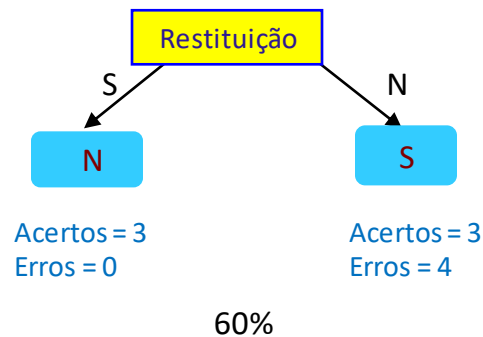 Restituição
S
N
N
S
Acertos = 3
Erros = 0
Acertos = 3
Erros = 4
60%